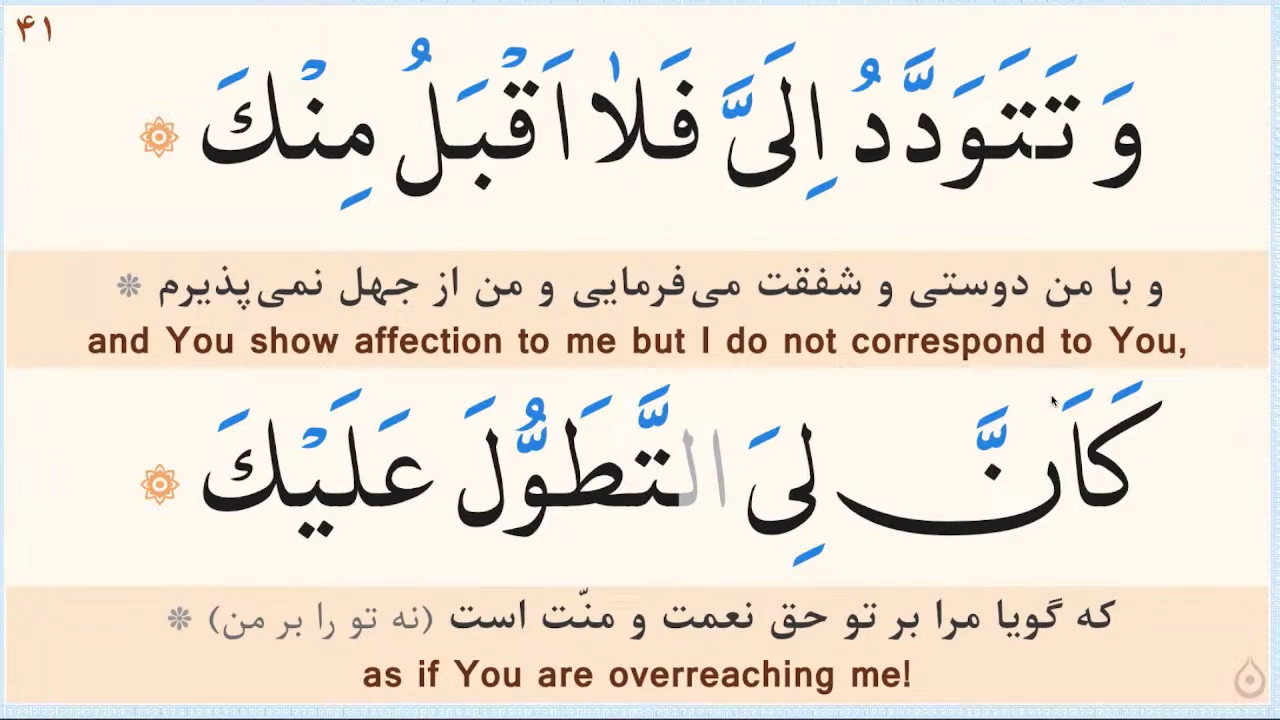 ۴۱
وَ تَتَوَدَّدُ اِلَیَّ فَلاٰ اَقْبَلُ مِنْكَ
و با من دوستی و شفقت می‌فرمایی و من از جهل نمی‌پذیرم
and You show affection to me but I do not correspond to You,
كَاَنَّ لِیَ التَّطَوُّلَ عَلَیْكَ
که گویا مرا بر تو حق نعمت و منّت است (نه تو را بر من)
as if You are overreaching me!